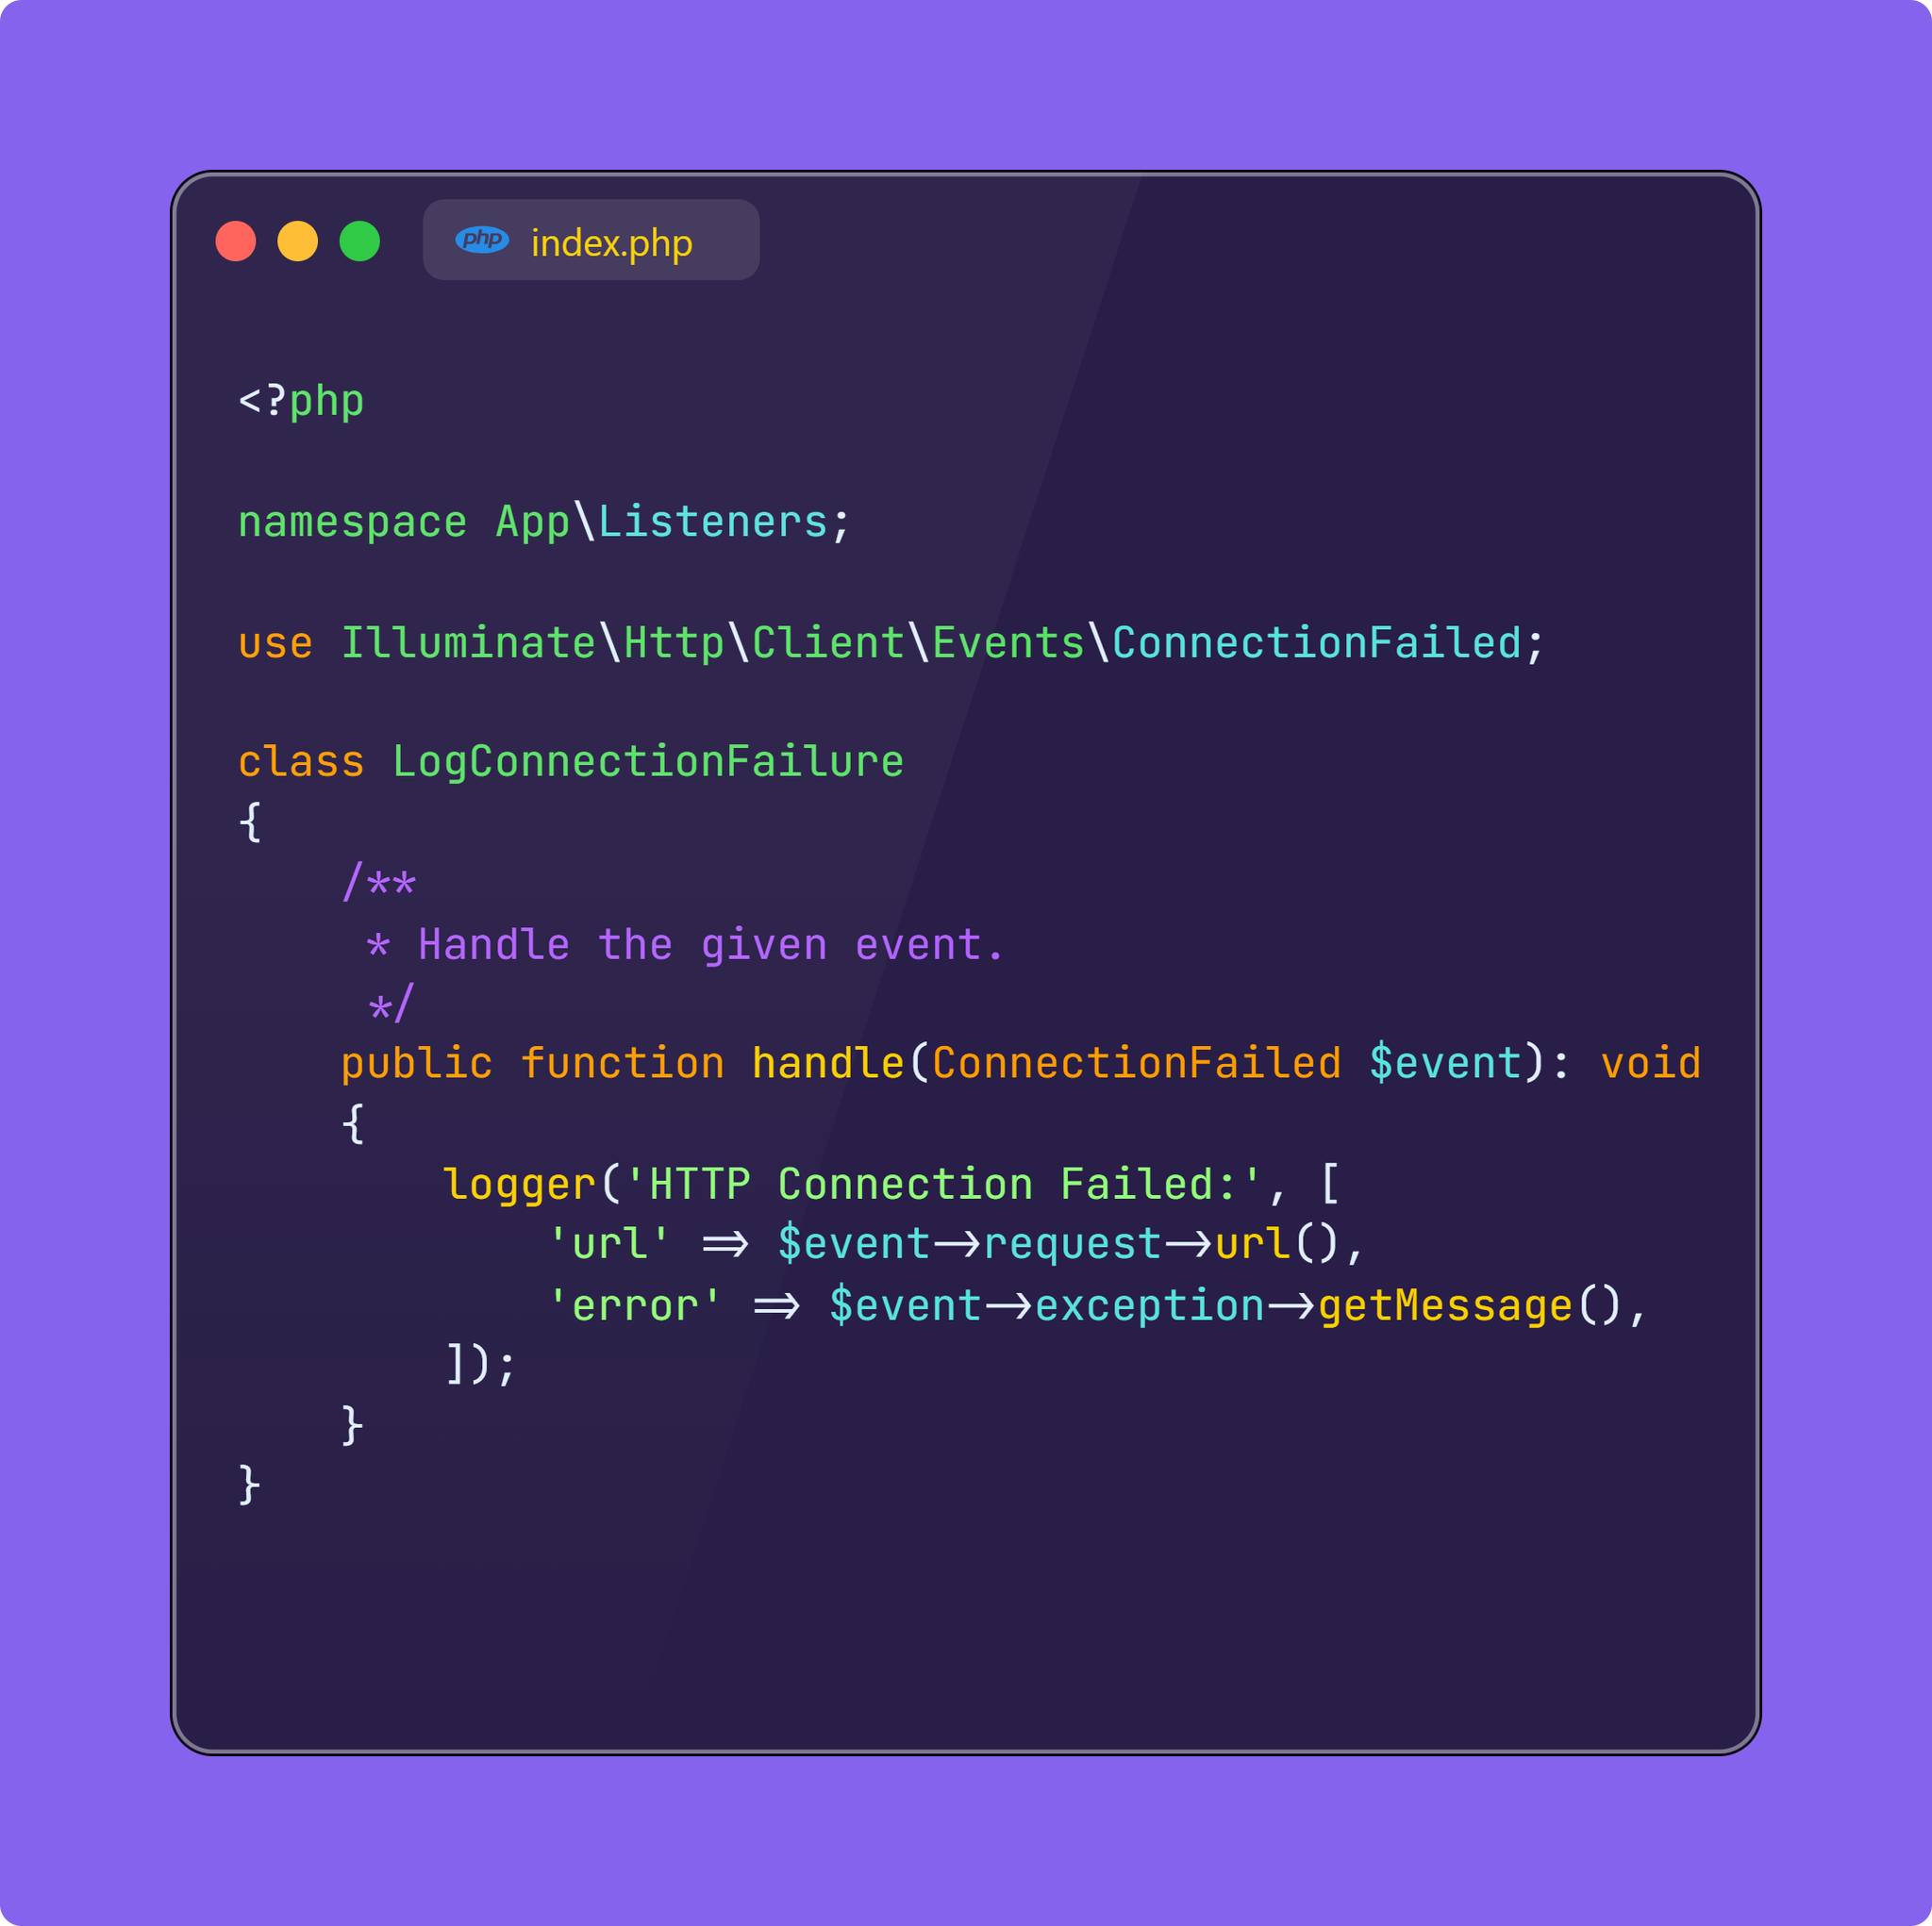 php index.php
<?php
namespace App\Listeners;
use Illuminate\Http\Client\Events\ConnectionFailed;
class LogConnectionFailure
{
    /**
     * Handle the given event.
     */
    public function handle(ConnectionFailed $event): void
    {
        logger('HTTP Connection Failed:', [
            'url' => $event->request->url(),
            'error' => $event->exception->getMessage(),
        ]);
    }
}